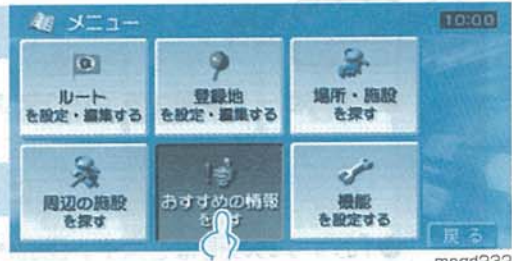 メニュー
10:00
ルート
を設定・編集する
登録地
を設定・編集する
場所・施設
を探す
周辺の施設
を探す
おすすめの情報
機能
を設定する
戻る